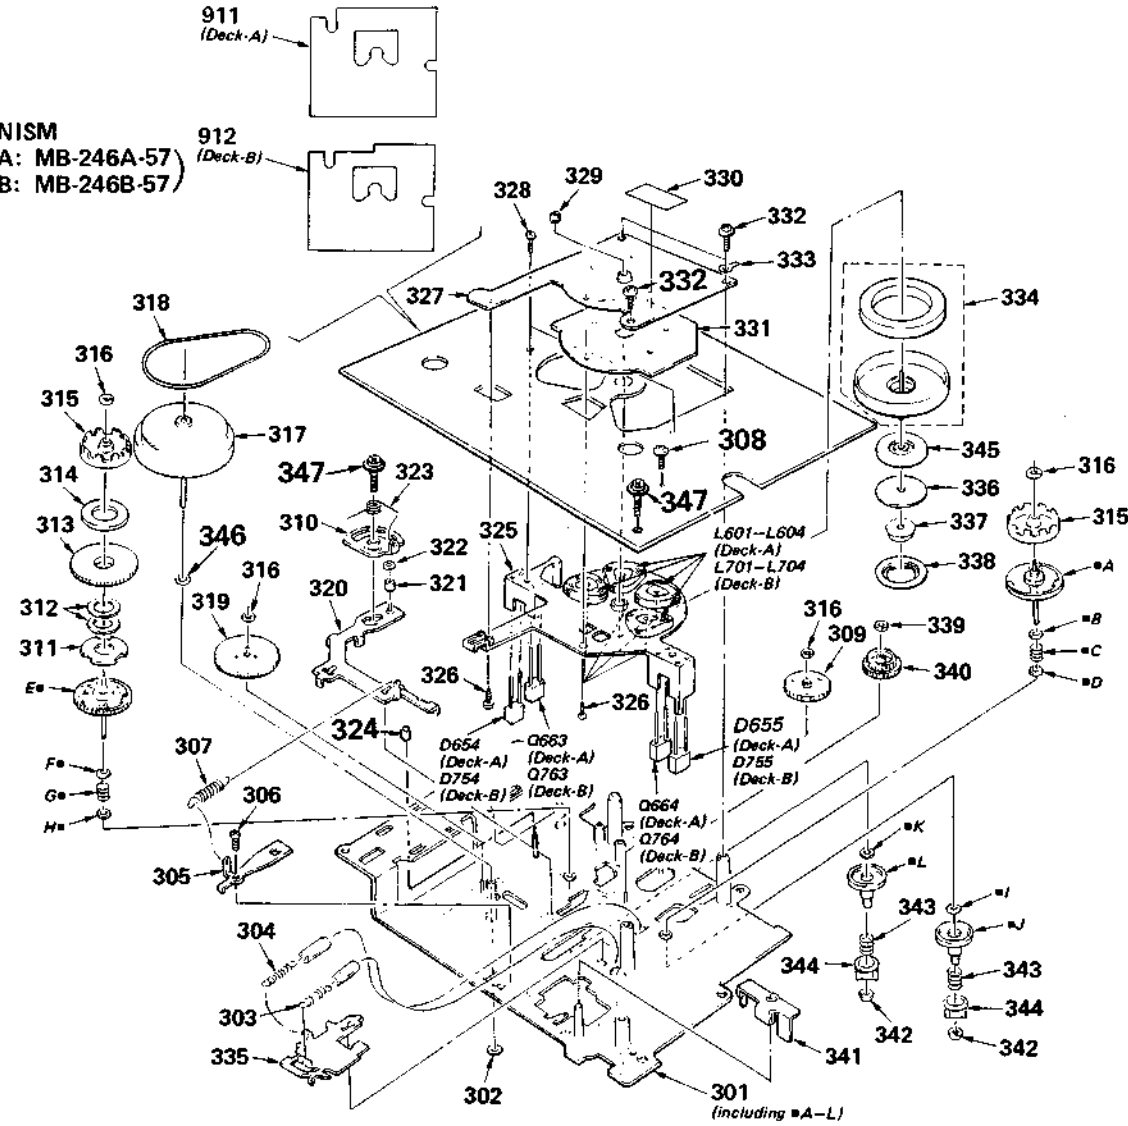 911
(Deck-A)
NISM
A: MB-246A-57)
B: MB-246B-57)
912
(Deck-B)
328
329
330
332
333
327
332
334
318
331
316
315
317
308
345
316
314
347
323
347
336
315
313
310
325
L601--L604
(Deck-A)
L701--L704
(Deck-B)
337
346
322
338
■A
316
320
321
312
319
316
309
339
■B
311
■C
340
■D
E■
326
326
324
D655
(Deck-A)
D755
(Deck-B)
D654
(Deck-A)
D754
(Deck-B)
Q663
(Deck-A)
Q763
(Deck-B)
307
F■
G■
H■
306
Q664
(Deck-A)
Q764
(Deck-B)
■K
■L
305
■I
■J
304
343
344
343
303
344
335
342
342
341
302
301
(including ■A–L)